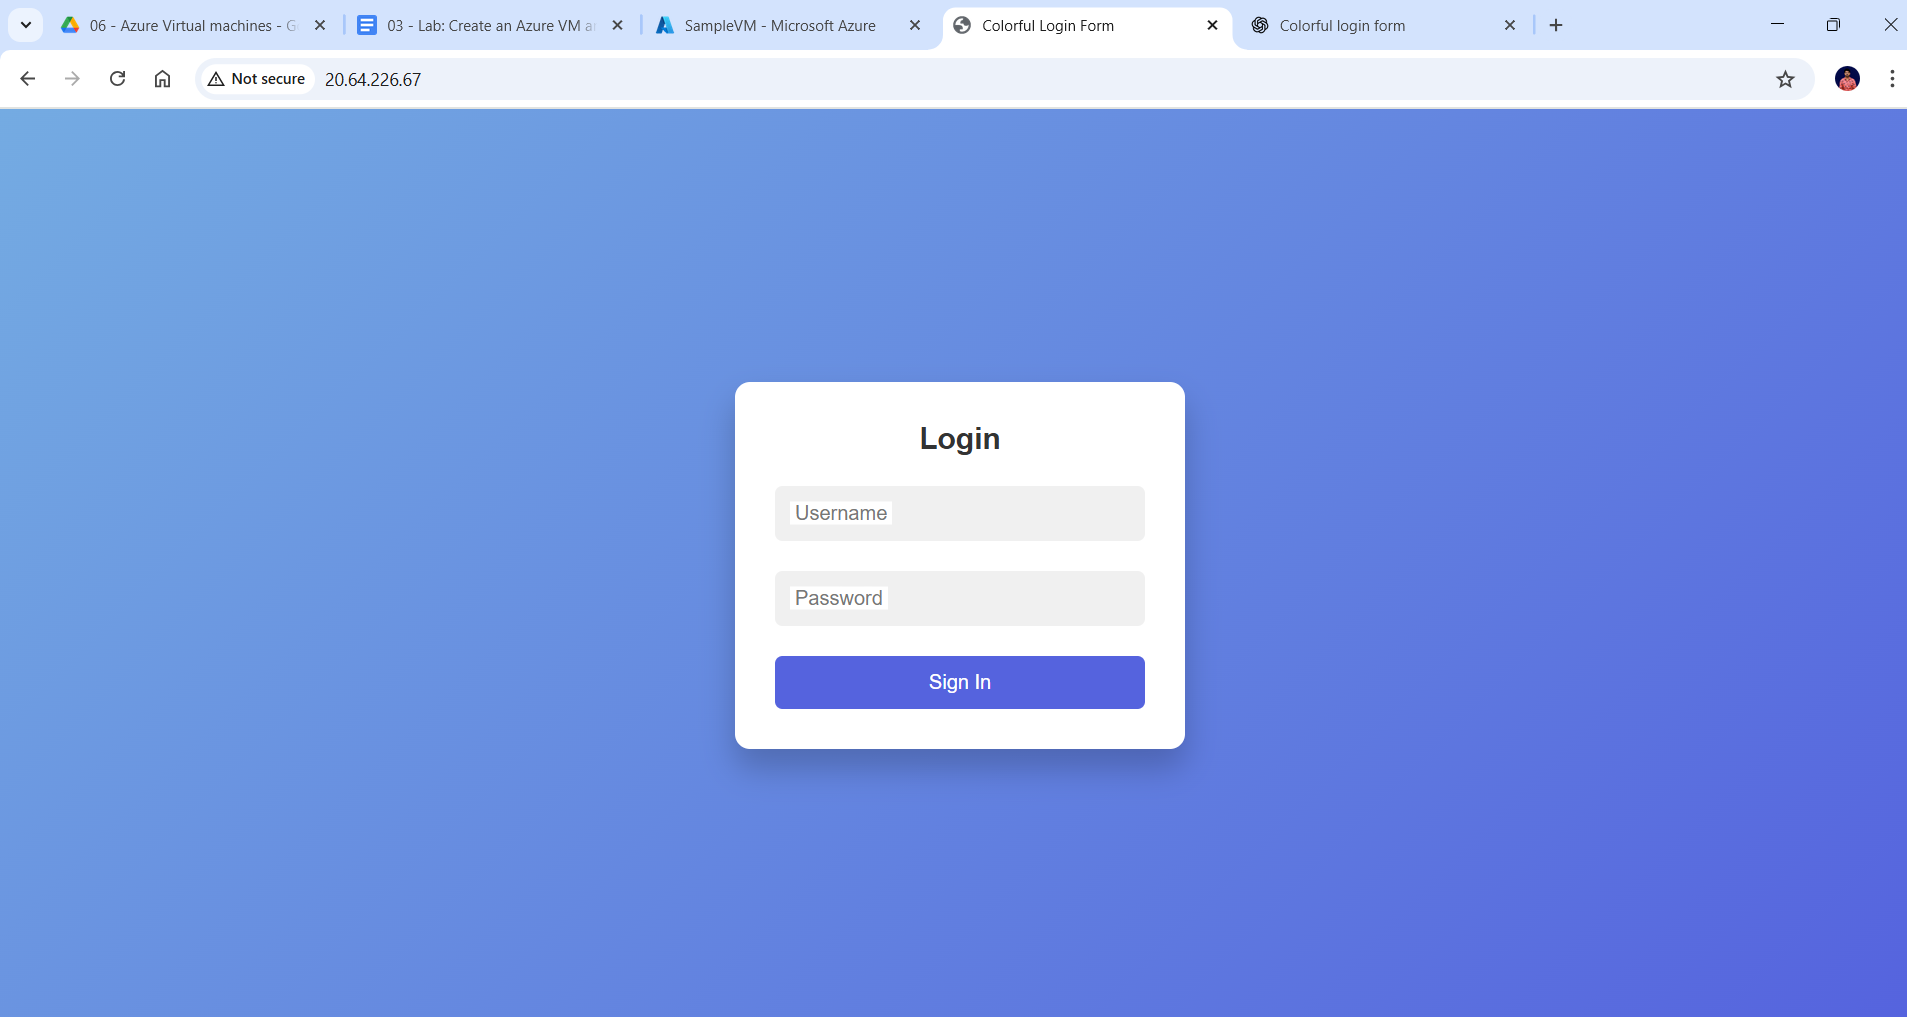 06 - Azure Virtual machines - G
03 - Lab: Create an Azure VM a
SampleVM - Microsoft Azure
Colorful Login Form
Colorful login form
Not secure
20.64.226.67
Login
Username
Password
Sign In